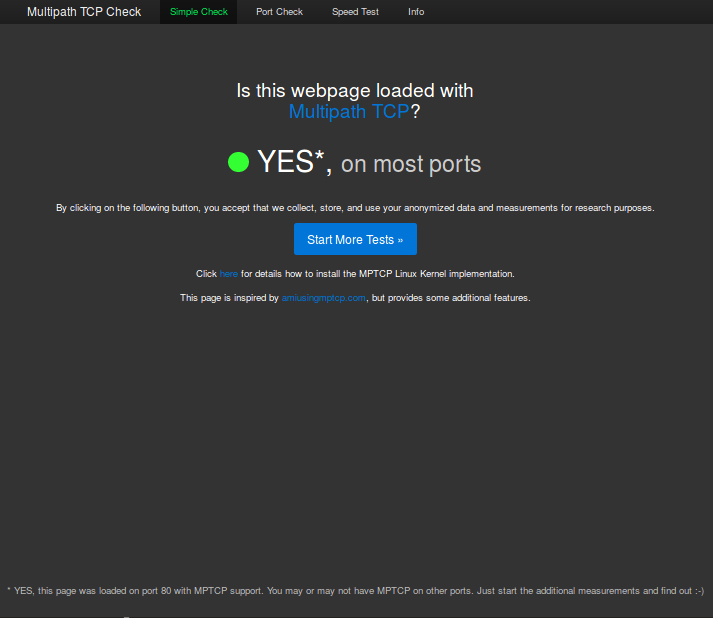 Multipath TCP Check Simple Check Port Check Speed Test Info
Is this webpage loaded with
Multipath TCP?
YES*, on most ports
By clicking on the following button, you accept that we collect, store, and use your anonymized data and measurements for research purposes.
Start More Tests »
Click here for details how to install the MPTCP Linux Kernel implementation.
This page is inspired by amiusingmptcp.com, but provides some additional features.
* YES, this page was loaded on port 80 with MPTCP support. You may or may not have MPTCP on other ports. Just start the additional measurements and find out :-)